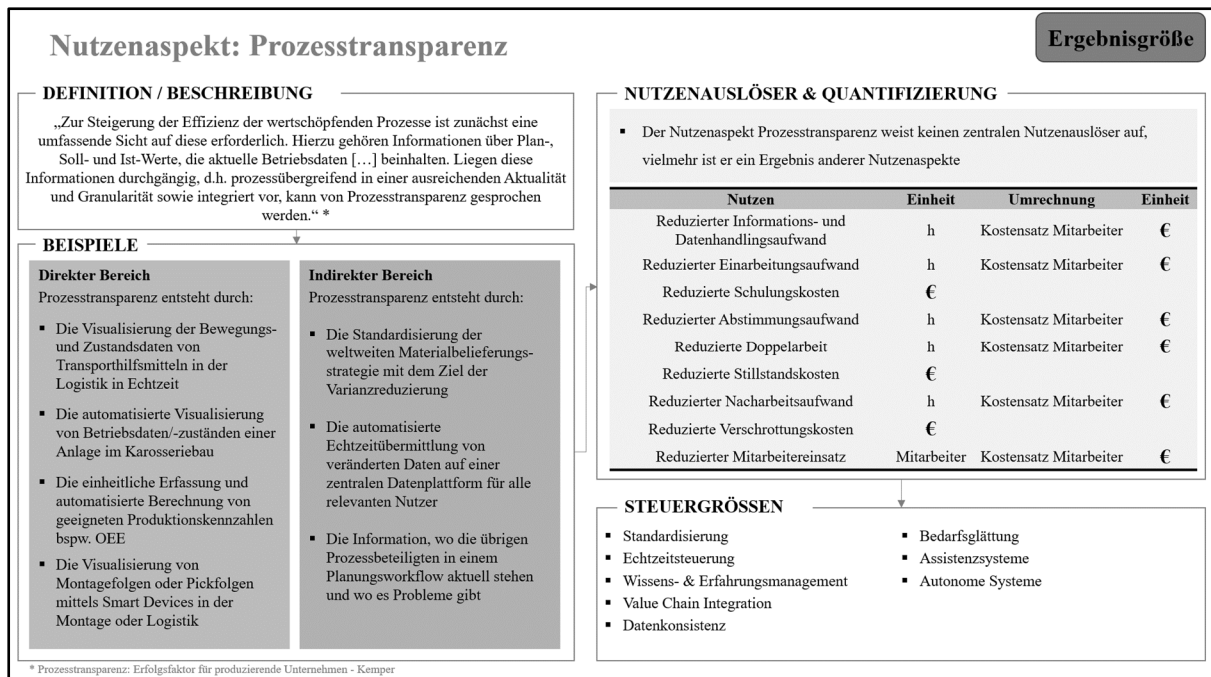 Nutzenaspekt: Prozesstransparenz
Ergebnisgröße
DEFINITION / BESCHREIBUNG
„Zur Steigerung der Effizienz der wertschöpfenden Prozesse ist zunächst eine
umfassende Sicht auf diese erforderlich. Hierzu gehören Informationen über Plan-,
Soll- und Ist-Werte, die aktuelle Betriebsdaten […] beinhalten. Liegen diese
Informationen durchgängig, d.h. prozessübergreifend in einer ausreichenden Aktualität
und Granularität sowie integriert vor, kann von Prozesstransparenz gesprochen
werden.“ *
BEISPIELE
Direkter Bereich
Prozesstransparenz entsteht durch:
▪ Die Visualisierung der Bewegungs-
und Zustandsdaten von
Transporthilfsmitteln in der
Logistik in Echtzeit
▪ Die automatisierte Visualisierung
von Betriebsdaten/-zuständen einer
Anlage im Karosseriebau
▪ Die einheitliche Erfassung und
automatisierte Berechnung von
geeigneten Produktionskennzahlen
bspw. OEE
▪ Die Visualisierung von
Montagefolgen oder Pickfolgen
mittels Smart Devices in der
Montage oder Logistik
Indirekter Bereich
Prozesstransparenz entsteht durch:
▪ Die Standardisierung der
weltweiten Materialbelieferungs-
strategie mit dem Ziel der
Varianzreduzierung
▪ Die automatisierte
Echtzeitübermittlung von
veränderten Daten auf einer
zentralen Datenplattform für alle
relevanten Nutzer
▪ Die Information, wo die übrigen
Prozessbeteiligten in einem
Planungsworkflow aktuell stehen
und wo es Probleme gibt
NUTZENAUSLÖSER & QUANTIFIZIERUNG
▪ Der Nutzenaspekt Prozesstransparenz weist keinen zentralen Nutzenauslöser auf,
vielmehr ist er ein Ergebnis anderer Nutzenaspekte
Nutzen Einheit Umrechnung Einheit
Reduzierter Informations- und
Datenhandlingsaufwand h Kostensatz Mitarbeiter €
Reduzierter Einarbeitungsaufwand h Kostensatz Mitarbeiter €
Reduzierte Schulungskosten €
Reduzierter Abstimmungsaufwand h Kostensatz Mitarbeiter €
Reduzierte Doppelarbeit h Kostensatz Mitarbeiter €
Reduzierte Stillstandskosten €
Reduzierter Nacharbeitsaufwand h Kostensatz Mitarbeiter €
Reduzierte Verschrottungskosten €
Reduzierter Mitarbeitereinsatz Mitarbeiter Kostensatz Mitarbeiter €
STEUERGRÖSSEN
▪ Standardisierung
▪ Echtzeitsteuerung
▪ Wissens- & Erfahrungsmanagement
▪ Value Chain Integration
▪ Datenkonsistenz
▪ Bedarfsglättung
▪ Assistenzsysteme
▪ Autonome Systeme
* Prozesstransparenz: Erfolgsfaktor für produzierende Unternehmen - Kemper